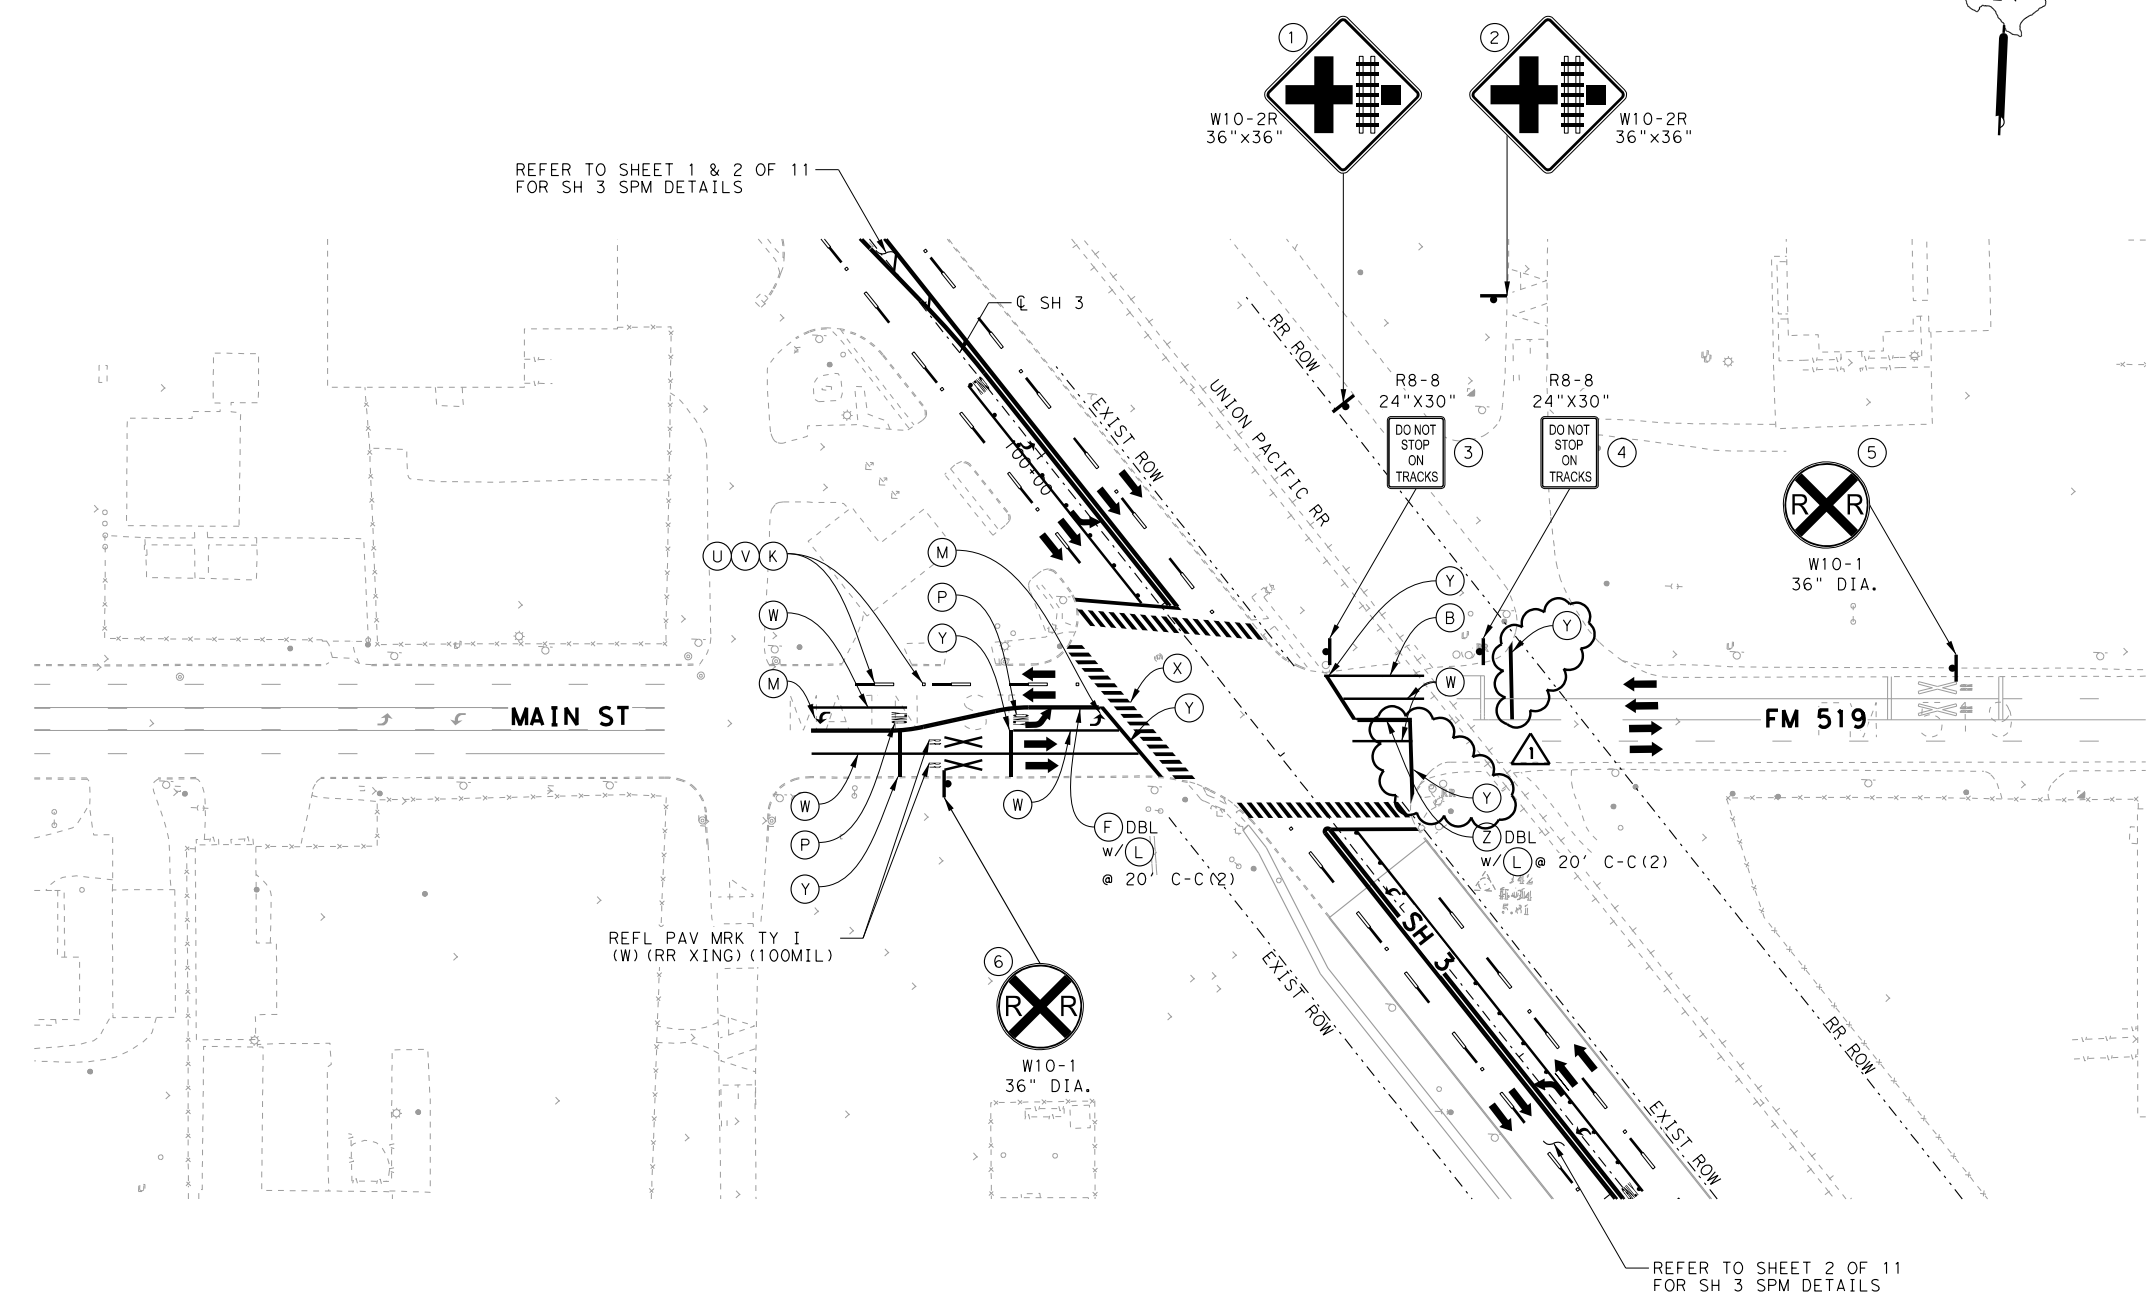 1
2
W10-2R
36"x36"
W10-2R
36"x36"
REFER TO SHEET 1 & 2 OF 11
FOR SH 3 SPM DETAILS
℄ SH 3
RR ROW
EXIST ROW
UNION PACIFIC RR
100+00
R8-8
24"X30"
DO NOT
STOP
ON
TRACKS
3
R8-8
24"X30"
DO NOT
STOP
ON
TRACKS
4
5
R R
W10-1
36" DIA.
U V K
M
P
W
Y
M
Y
B
Y
X
W
Y
MAIN ST
FM 519
1
W
P
Y
W
F DBL
W/ L
@ 20' C-C(2)
Y
Z DBL
W/ L @ 20' C-C(2)
REFL PAV MRK TY I
(W)(RR XING)(100MIL)
6
R R
W10-1
36" DIA.
EXIST ROW
SH 3
RR ROW
EXIST ROW
REFER TO SHEET 2 OF 11
FOR SH 3 SPM DETAILS